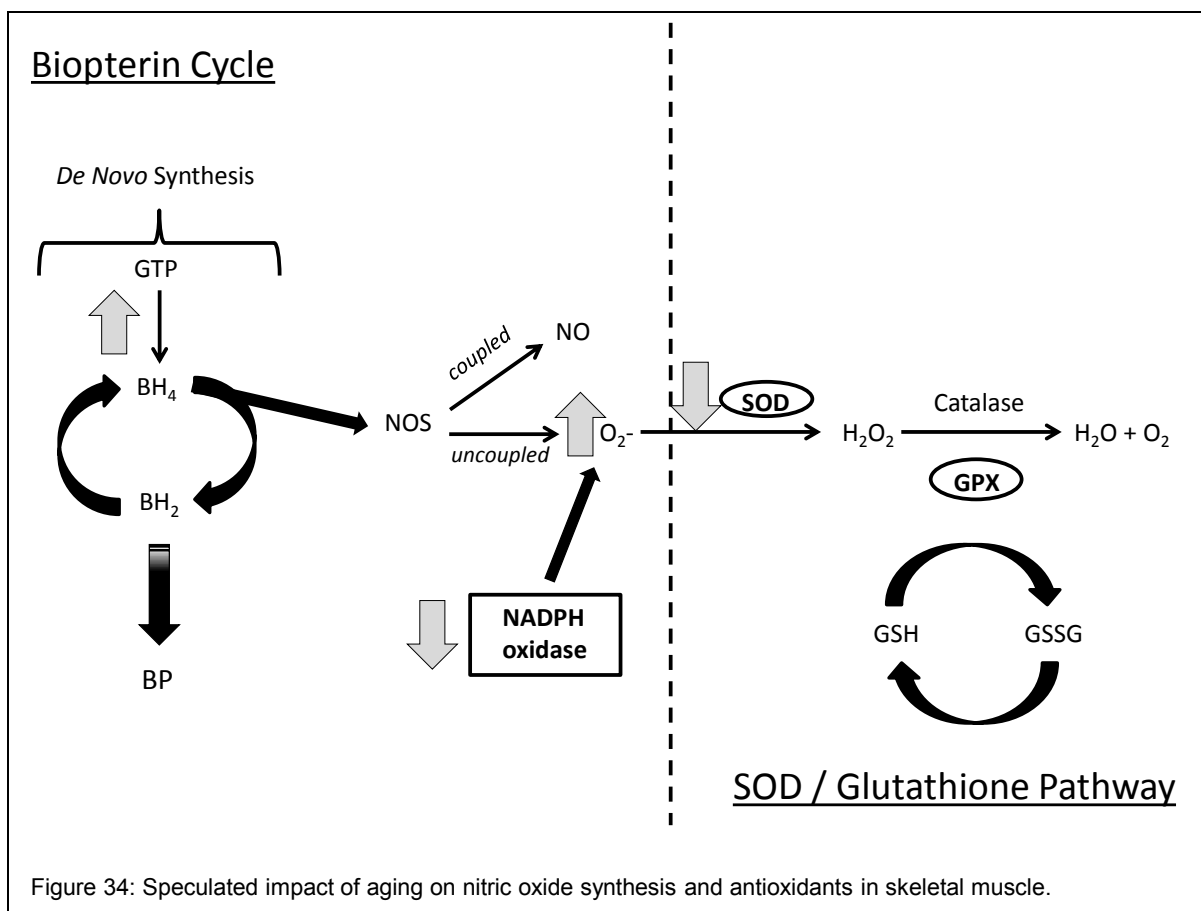 Biopterin Cycle
De Novo Synthesis
GTP
BH₄
BH₂
BP
NOS
coupled
NO
uncoupled
O₂-
NADPH
oxidase
SOD
H₂O₂
Catalase
H₂O + O₂
GPX
GSH
GSSG
SOD / Glutathione Pathway
Figure 34: Speculated impact of aging on nitric oxide synthesis and antioxidants in skeletal muscle.